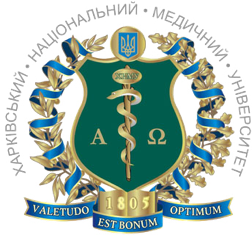 ХАРКІВСЬКИЙ • НАЦІОНАЛЬНИЙ • МЕДИЧНИЙ • УНІВЕРСИТЕТ
Α Ω
1805
VALETUDO EST BONUM OPTIMUM